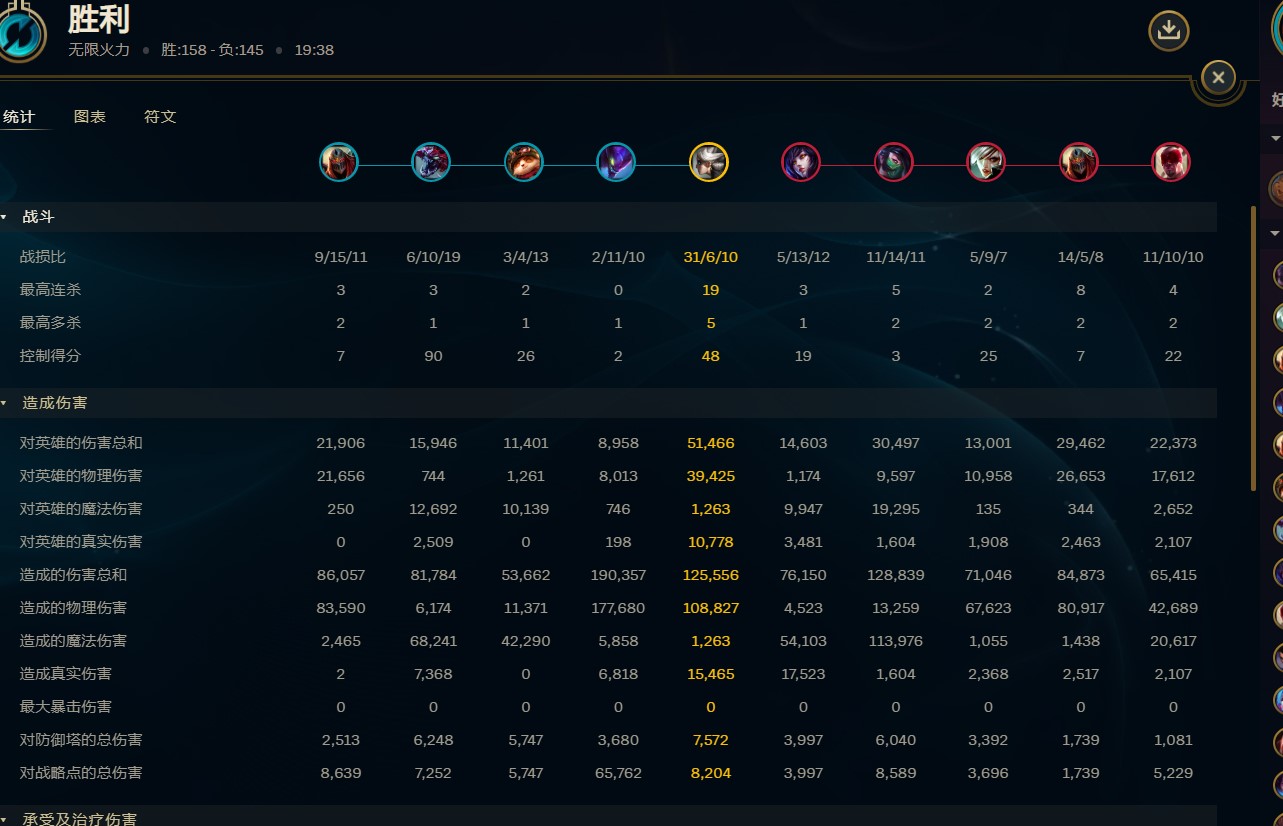 胜利
无限火力 • 胜:158 - 负:145 • 19:38
好
统计 图表 符文
战斗
战损比 9/15/11 6/10/19 3/4/13 2/11/10 31/6/10 5/13/12 11/14/11 5/9/7 14/5/8 11/10/10
最高连杀 3 3 2 0 19 3 5 2 8 4
最高多杀 2 1 1 1 5 1 2 2 2 2
控制得分 7 90 26 2 48 19 3 25 7 22
造成伤害
对英雄的伤害总和 21,906 15,946 11,401 8,958 51,466 14,603 30,497 13,001 29,462 22,373
对英雄的物理伤害 21,656 744 1,261 8,013 39,425 1,174 9,597 10,958 26,653 17,612
对英雄的魔法伤害 250 12,692 10,139 746 1,263 9,947 19,295 135 344 2,652
对英雄的真实伤害 0 2,509 0 198 10,778 3,481 1,604 1,908 2,463 2,107
造成的伤害总和 86,057 81,784 53,662 190,357 125,556 76,150 128,839 71,046 84,873 65,415
造成的物理伤害 83,590 6,174 11,371 177,680 108,827 4,523 13,259 67,623 80,917 42,689
造成的魔法伤害 2,465 68,241 42,290 5,858 1,263 54,103 113,976 1,055 1,438 20,617
造成真实伤害 2 7,368 0 6,818 15,465 17,523 1,604 2,368 2,517 2,107
最大暴击伤害 0 0 0 0 0 0 0 0 0 0
对防御塔的总伤害 2,513 6,248 5,747 3,680 7,572 3,997 6,040 3,392 1,739 1,081
对战略点的总伤害 8,639 7,252 5,747 65,762 8,204 3,997 8,589 3,696 1,739 5,229
承受及治疗伤害